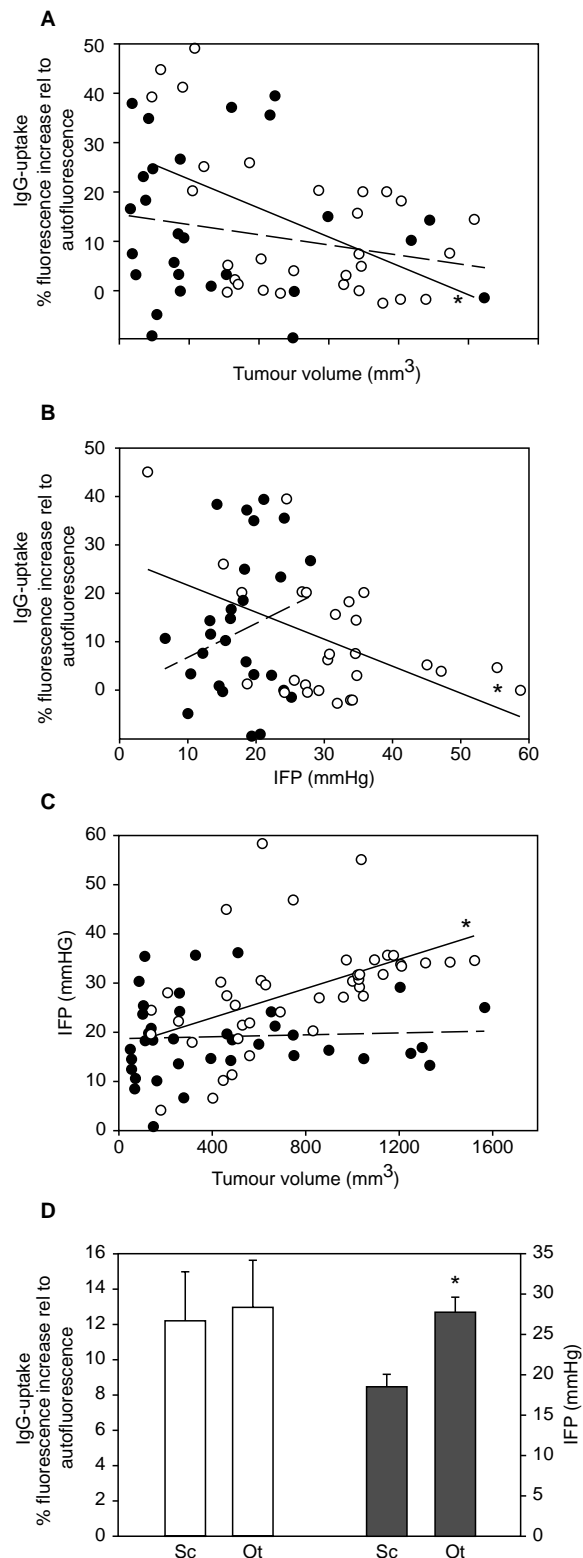 A
IgG-uptake
% fluorescence increase rel to
autofluorescence
50
40
30
20
10
0
*
Tumour volume (mm3)
B
IgG-uptake
% fluorescence increase rel to
autofluorescence
50
40
30
20
10
0
*
0 10 20 30 40 50 60
IFP (mmHg)
C
IFP (mmHG)
60
50
40
30
20
10
0
*
0 400 800 1200 1600
Tumour volume (mm3)
D
IgG-uptake
% fluorescence increase rel to
autofluorescence
16
14
12
10
8
6
4
2
0
*
35
30
25
20
15
10
5
0
IFP (mmHg)
Sc Ot Sc Ot